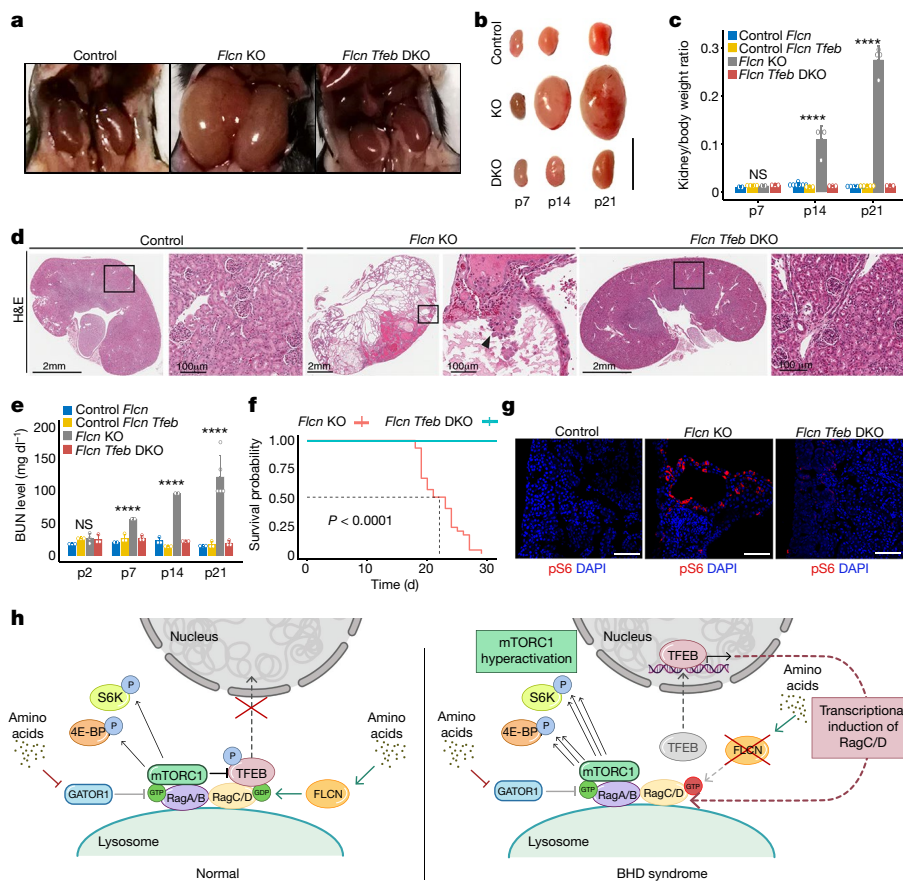 a
Control
Flcn KO
Flcn Tfeb DKO
b
Control
KO
DKO
p7 p14 p21
c
Control Flcn
Control Flcn Tfeb
Flcn KO
Flcn Tfeb DKO
Kidney/body weight ratio
0.3
0.2
0.1
0
NS
****
****
p7 p14 p21
d
Control
Flcn KO
Flcn Tfeb DKO
H&E
2mm
100µm
2mm
100µm
2mm
100µm
e
Control Flcn
Control Flcn Tfeb
Flcn KO
Flcn Tfeb DKO
BUN level (mg dl⁻¹)
200
150
100
50
0
NS
****
****
****
p2 p7 p14 p21
f
Flcn KO
Flcn Tfeb DKO
Survival probability
1.00
0.75
0.50
0.25
0
P < 0.0001
0 10 20 30
Time (d)
g
Control
Flcn KO
Flcn Tfeb DKO
pS6 DAPI
pS6 DAPI
pS6 DAPI
h
Nucleus
S6K
P
4E-BP
P
Amino
acids
GATOR1
mTORC1
GTP
RagA/B
RagC/D
GDP
P
TFEB
FLCN
Amino
acids
Lysosome
Normal
mTORC1
hyperactivation
Nucleus
TFEB
S6K
P
4E-BP
P
Amino
acids
GATOR1
mTORC1
GTP
RagA/B
RagC/D
GTP
TFEB
FLCN
Amino
acids
Transcriptiona
induction of
RagC/D
Lysosome
BHD syndrome